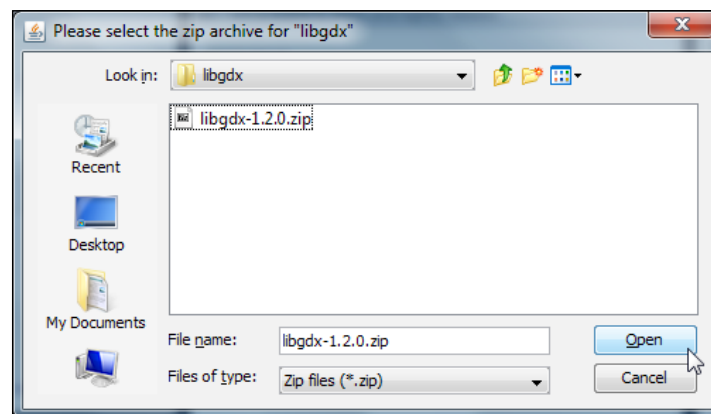 Please select the zip archive for "libgdx"
Look in: libgdx
libgdx-1.2.0.zip
Recent
Desktop
My Documents
File name: libgdx-1.2.0.zip Open
Files of type: Zip files (*.zip) Cancel